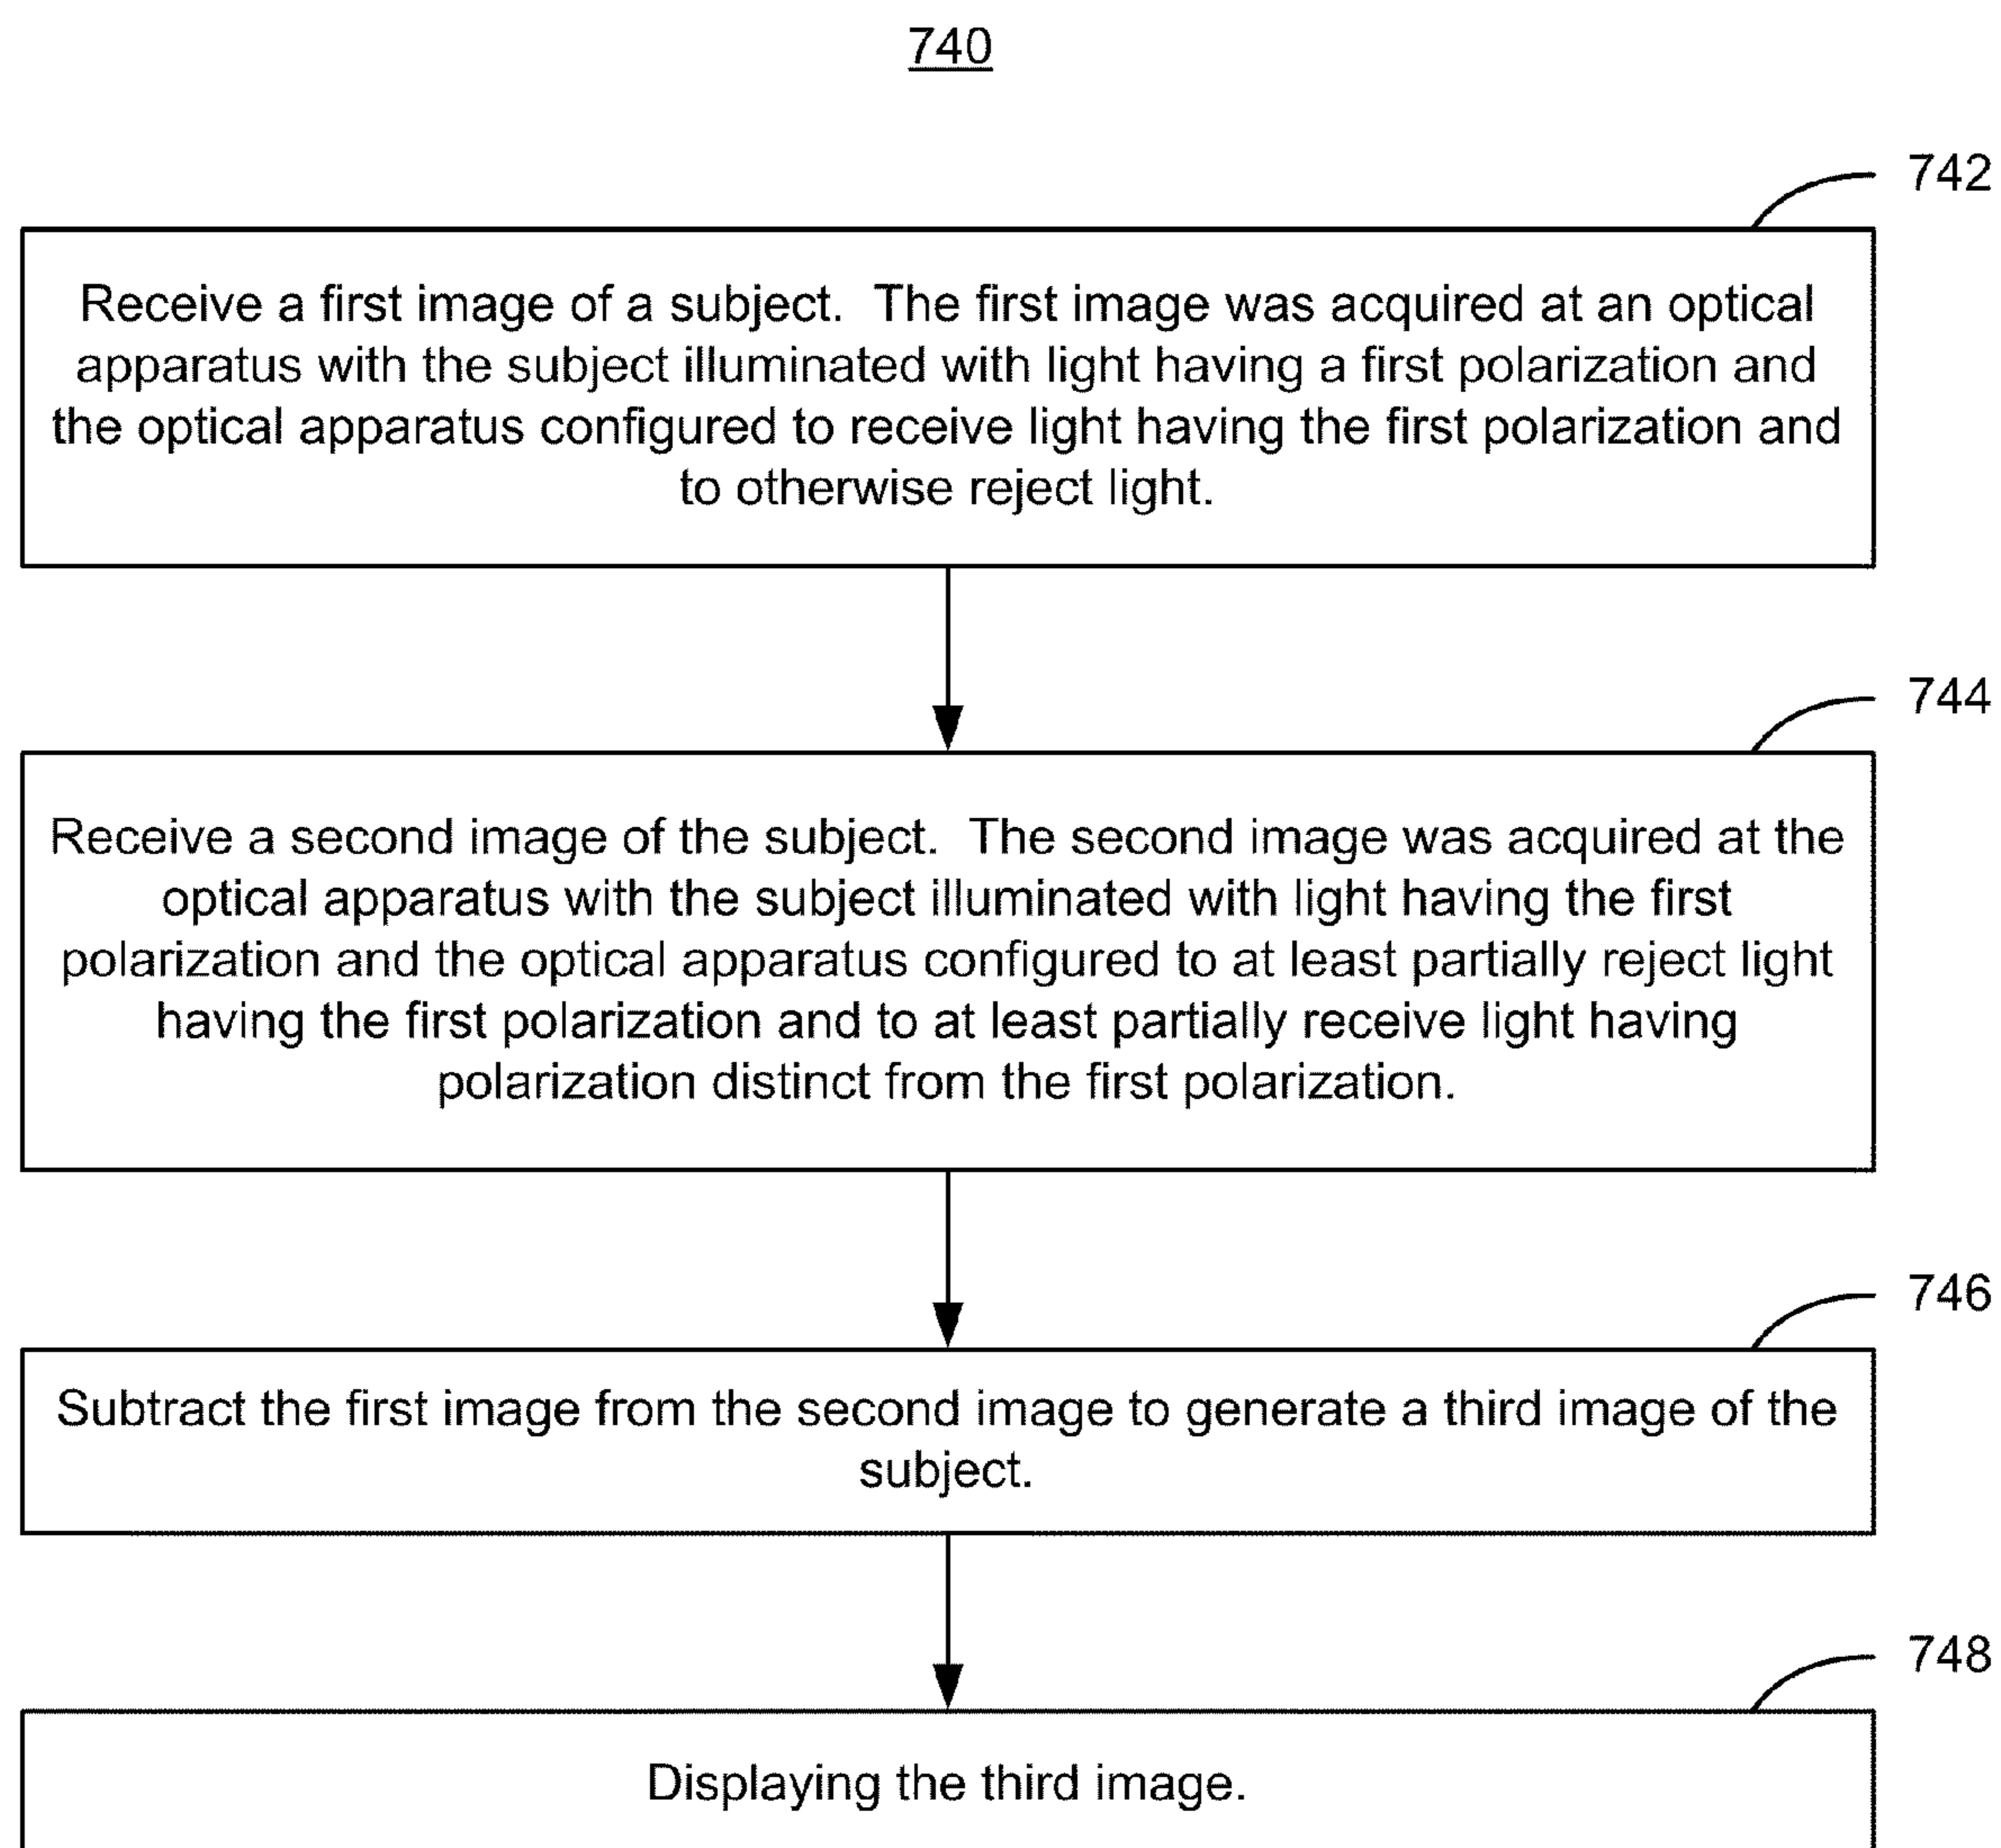 740
742
Receive a first image of a subject. The first image was acquired at an optical
apparatus with the subject illuminated with light having a first polarization and
the optical apparatus configured to receive light having the first polarization and
to otherwise reject light.
744
Receive a second image of the subject. The second image was acquired at the
optical apparatus with the subject illuminated with light having the first
polarization and the optical apparatus configured to at least partially reject light
having the first polarization and to at least partially receive light having
polarization distinct from the first polarization.
746
Subtract the first image from the second image to generate a third image of the
subject.
748
Displaying the third image.